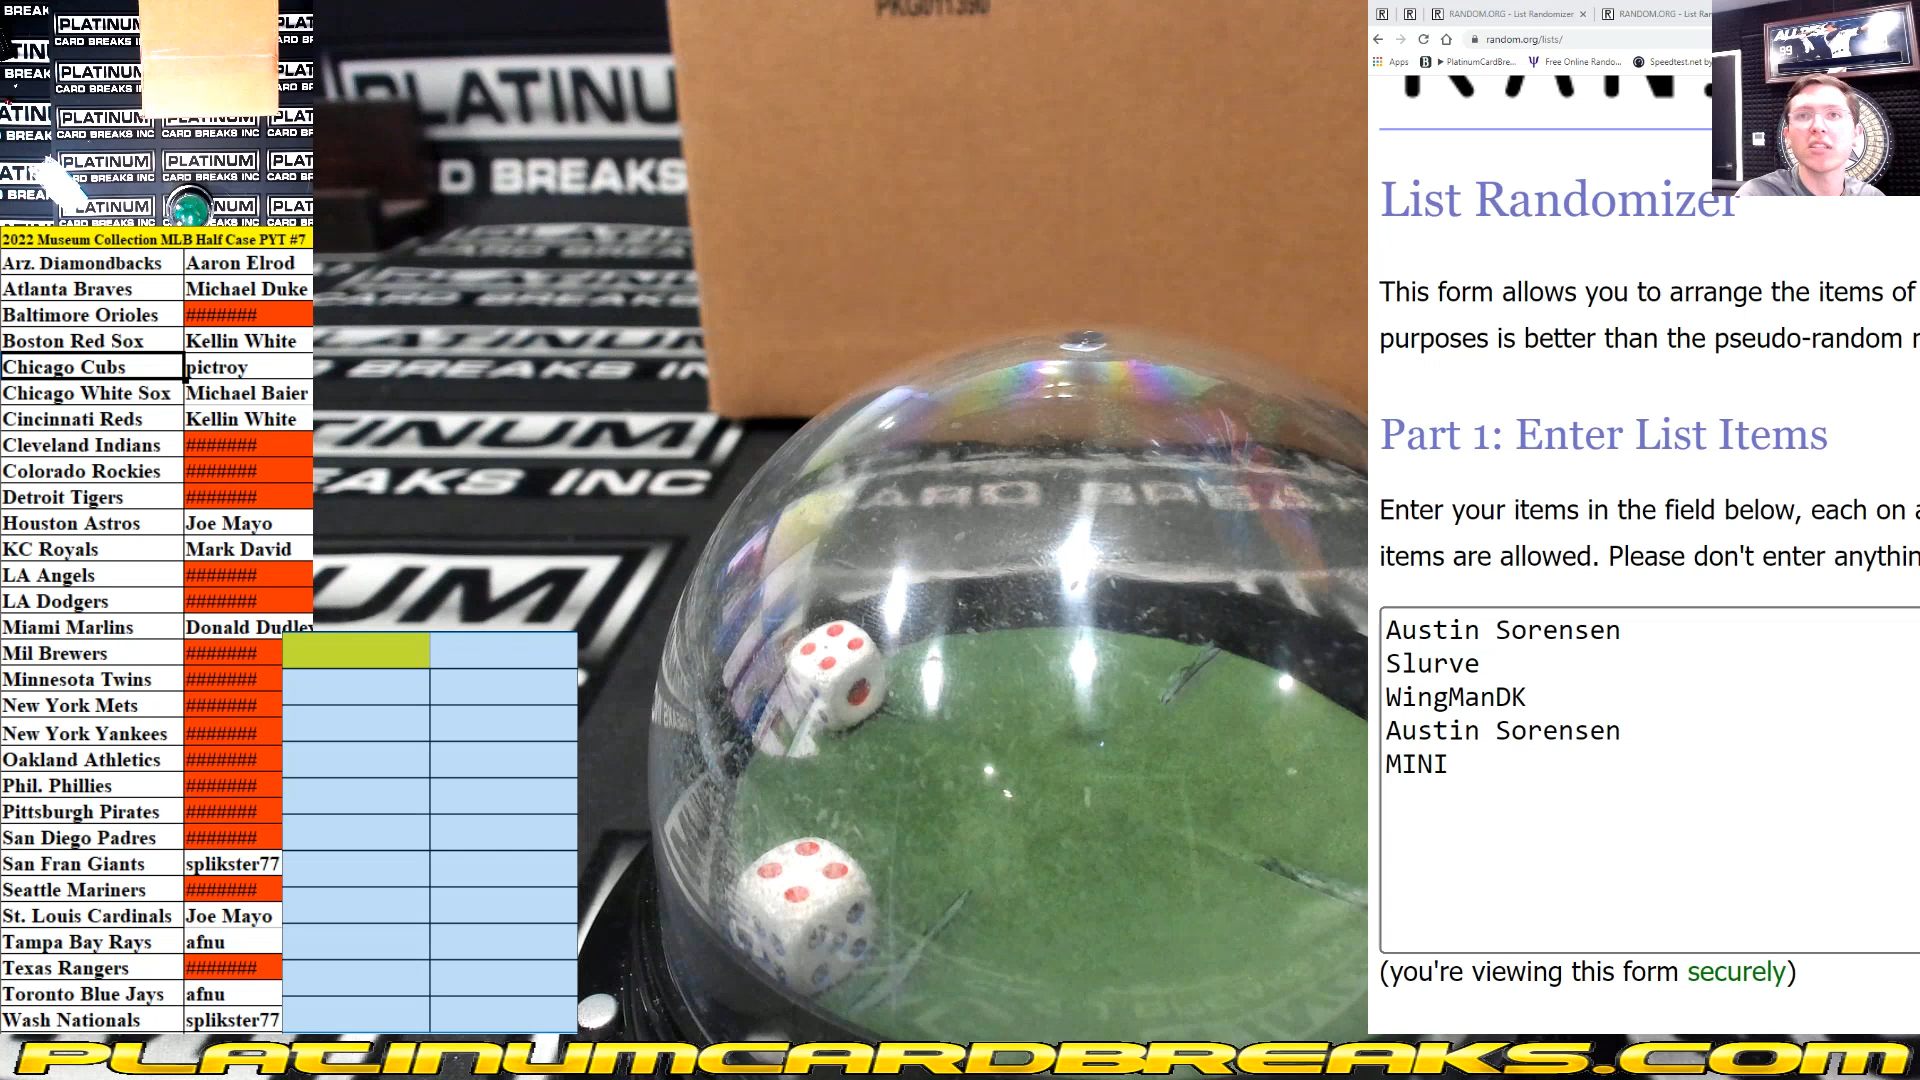 PLATINUM
CARD BREAKS INC
2022 Museum Collection MLB Half Case PYT #7
Arz. Diamondbacks Aaron Elrod
Atlanta Braves Michael Duke
Baltimore Orioles #######
Boston Red Sox Kellin White
Chicago Cubs pictroy
Chicago White Sox Michael Baier
Cincinnati Reds Kellin White
Cleveland Indians #######
Colorado Rockies #######
Detroit Tigers #######
Houston Astros Joe Mayo
KC Royals Mark David
LA Angels #######
LA Dodgers #######
Miami Marlins Donald Dudley
Mil Brewers #######
Minnesota Twins #######
New York Mets #######
New York Yankees #######
Oakland Athletics #######
Phil. Phillies #######
Pittsburgh Pirates #######
San Diego Padres #######
San Fran Giants splikster77
Seattle Mariners #######
St. Louis Cardinals Joe Mayo
Tampa Bay Rays afnu
Texas Rangers #######
Toronto Blue Jays afnu
Wash Nationals splikster77
RANDOM.ORG - List Randomizer
RANDOM.ORG - List Ran
random.org/lists/
Apps
PlatinumCardBre...
Free Online Rando...
Speedtest.net by
List Randomizer
This form allows you to arrange the items of
purposes is better than the pseudo-random
Part 1: Enter List Items
Enter your items in the field below, each on a
items are allowed. Please don't enter anythin
Austin Sorensen
Slurve
WingManDK
Austin Sorensen
MINI
(you're viewing this form securely)
PLATINUMCARDBREAKS.COM